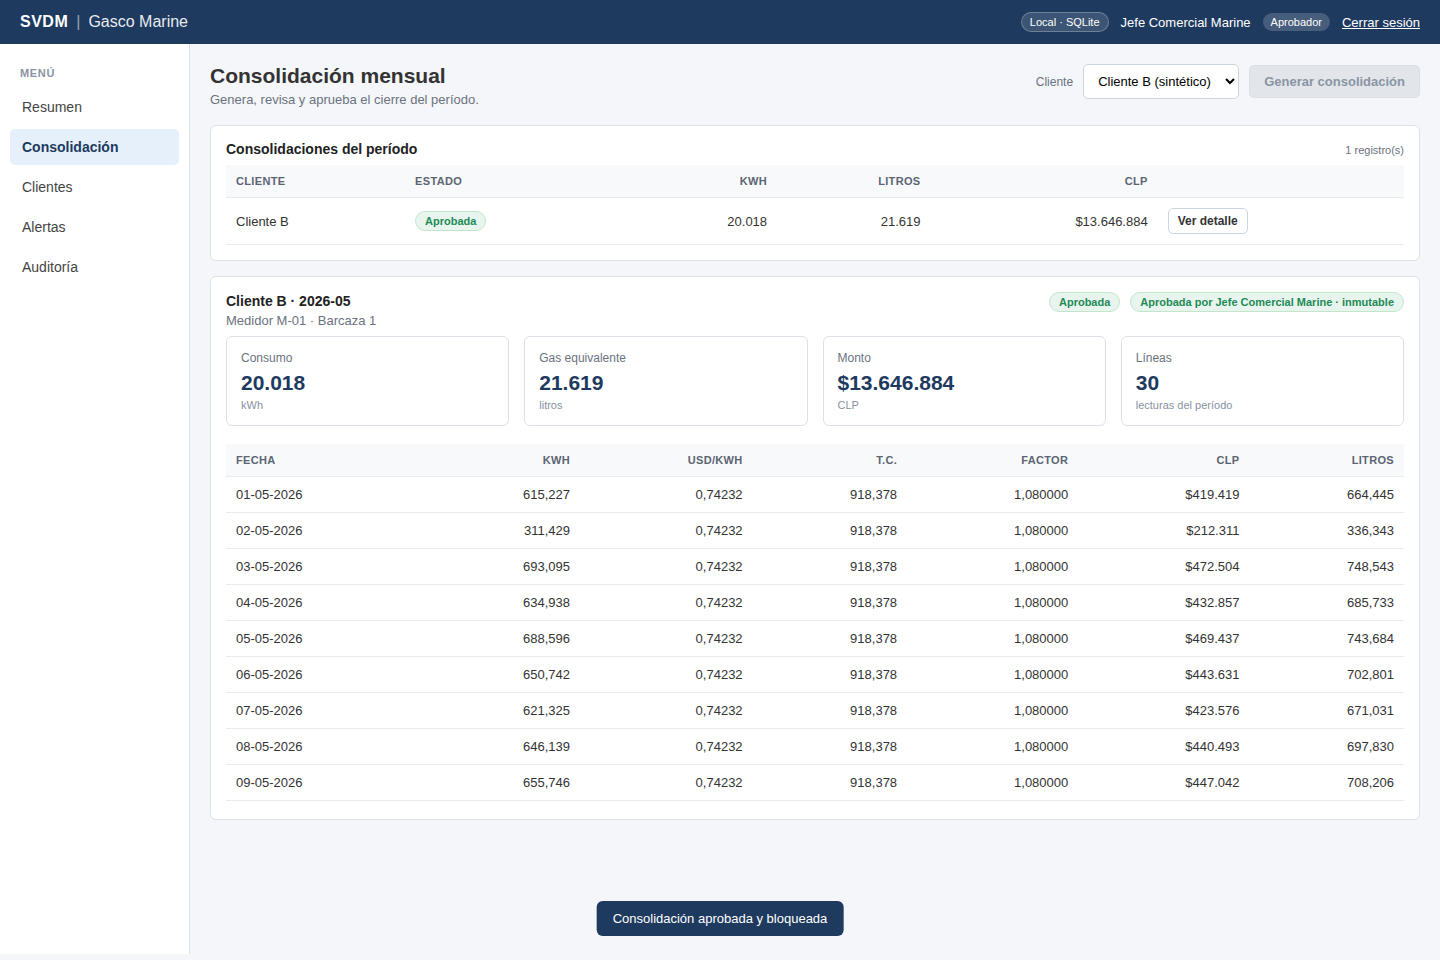 SVDM | Gasco Marine
Local · SQLite Jefe Comercial Marine Aprobador Cerrar sesión
MENÚ
Resumen
Consolidación
Clientes
Alertas
Auditoría
Consolidación mensual
Genera, revisa y aprueba el cierre del período.
Cliente Cliente B (sintético) Generar consolidación
Consolidaciones del período 1 registro(s)
CLIENTE ESTADO KWH LITROS CLP
Cliente B Aprobada 20.018 21.619 $13.646.884 Ver detalle
Cliente B · 2026-05 Aprobada Aprobada por Jefe Comercial Marine · inmutable
Medidor M-01 · Barcaza 1
Consumo
20.018
kWh
Gas equivalente
21.619
litros
Monto
$13.646.884
CLP
Líneas
30
lecturas del período
FECHA KWH USD/KWH T.C. FACTOR CLP LITROS
01-05-2026 615,227 0,74232 918,378 1,080000 $419.419 664,445
02-05-2026 311,429 0,74232 918,378 1,080000 $212.311 336,343
03-05-2026 693,095 0,74232 918,378 1,080000 $472.504 748,543
04-05-2026 634,938 0,74232 918,378 1,080000 $432.857 685,733
05-05-2026 688,596 0,74232 918,378 1,080000 $469.437 743,684
06-05-2026 650,742 0,74232 918,378 1,080000 $443.631 702,801
07-05-2026 621,325 0,74232 918,378 1,080000 $423.576 671,031
08-05-2026 646,139 0,74232 918,378 1,080000 $440.493 697,830
09-05-2026 655,746 0,74232 918,378 1,080000 $447.042 708,206
Consolidación aprobada y bloqueada